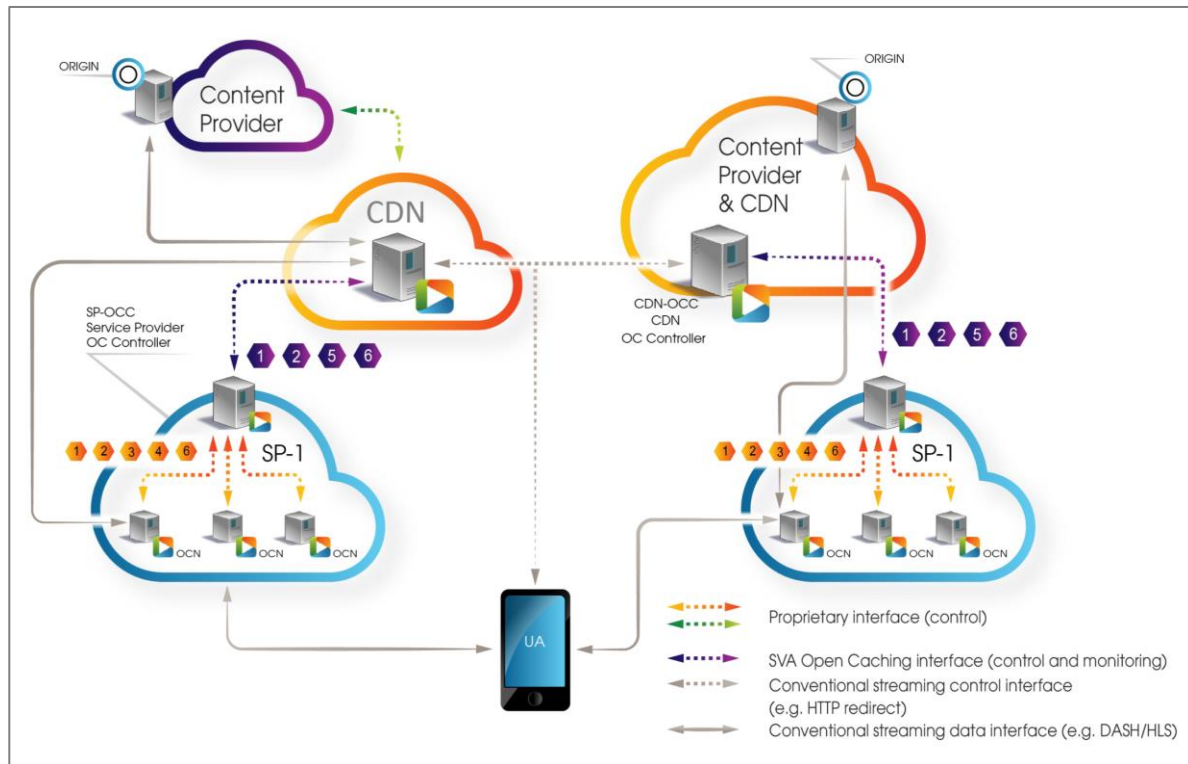 ORIGIN
Content
Provider
CDN
ORIGIN
Content
Provider
& CDN
CDN-OCC
CDN
OC Controller
SP-OCC
Service Provider
OC Controller
1 2 5 6
1 2 5 6
1 2 3 4 6
SP-1
OCN OCN OCN
1 2 3 4 6
SP-1
OCN OCN OCN
UA
Proprietary interface (control)
SVA Open Caching interface (control and monitoring)
Conventional streaming control interface
(e.g. HTTP redirect)
Conventional streaming data interface (e.g. DASH/HLS)